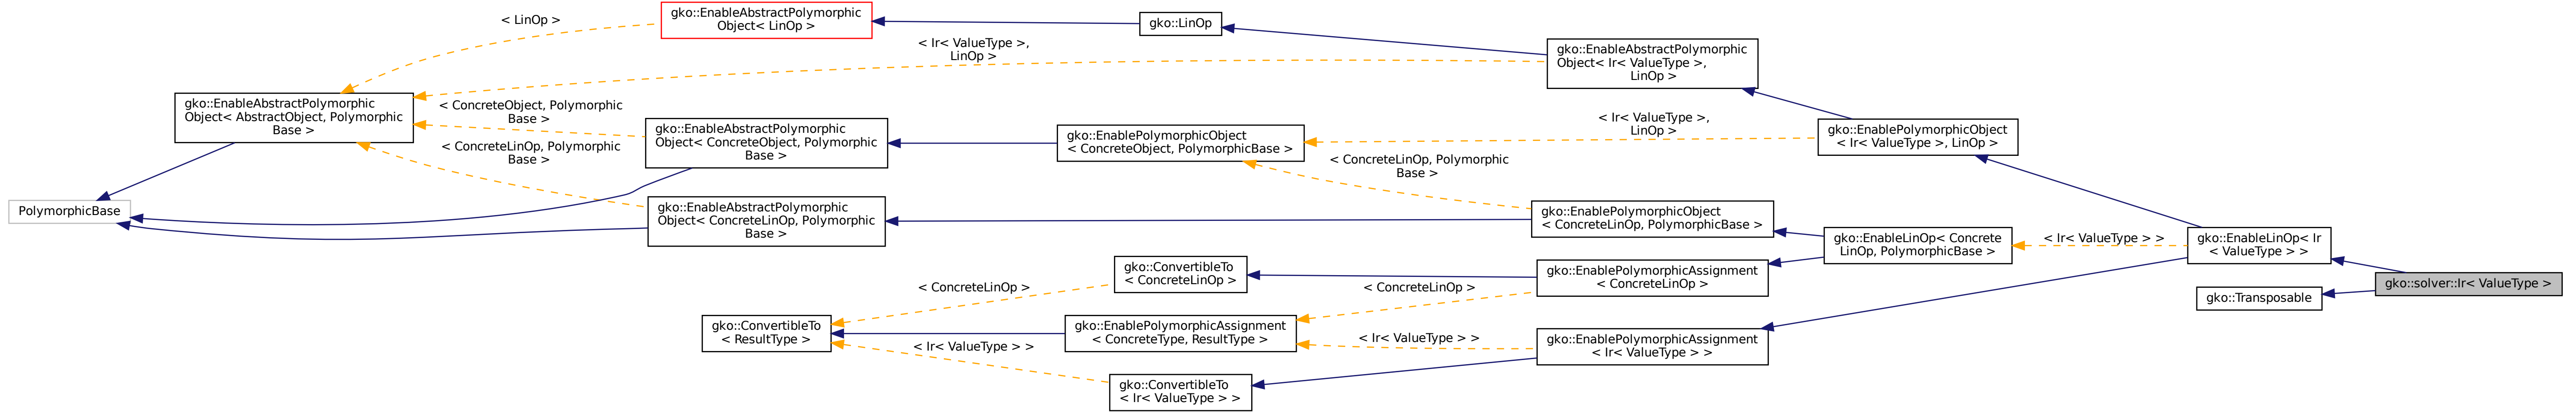 < LinOp >
gko::EnableAbstractPolymorphic
Object< LinOp >
gko::LinOp
< Ir< ValueType >,
LinOp >
gko::EnableAbstractPolymorphic
Object< Ir< ValueType >,
LinOp >
gko::EnableAbstractPolymorphic
Object< AbstractObject, Polymorphic
Base >
< ConcreteObject, Polymorphic
Base >
gko::EnableAbstractPolymorphic
Object< ConcreteObject, Polymorphic
Base >
gko::EnablePolymorphicObject
< ConcreteObject, PolymorphicBase >
< Ir< ValueType >,
LinOp >
gko::EnablePolymorphicObject
< Ir< ValueType >, LinOp >
< ConcreteLinOp, Polymorphic
Base >
< ConcreteLinOp, Polymorphic
Base >
PolymorphicBase
gko::EnableAbstractPolymorphic
Object< ConcreteLinOp, Polymorphic
Base >
gko::EnablePolymorphicObject
< ConcreteLinOp, PolymorphicBase >
gko::EnableLinOp< Concrete
LinOp, PolymorphicBase >
< Ir< ValueType > >
gko::EnableLinOp< Ir
< ValueType > >
gko::ConvertibleTo
< ConcreteLinOp >
gko::EnablePolymorphicAssignment
< ConcreteLinOp >
gko::solver::Ir< ValueType >
< ConcreteLinOp >
< ConcreteLinOp >
gko::Transposable
gko::ConvertibleTo
< ResultType >
gko::EnablePolymorphicAssignment
< ConcreteType, ResultType >
< Ir< ValueType > >
< Ir< ValueType > >
gko::EnablePolymorphicAssignment
< Ir< ValueType > >
gko::ConvertibleTo
< Ir< ValueType > >